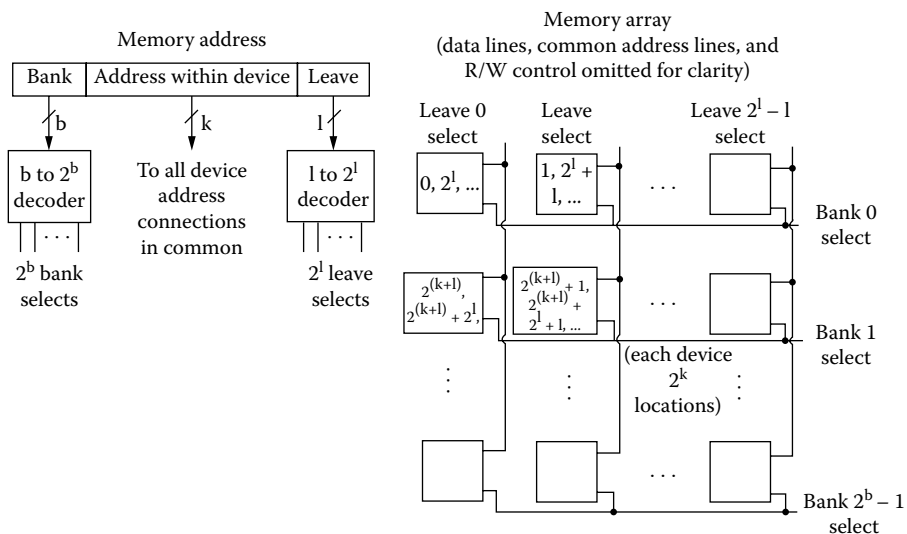 Memory address
Bank
Address within device
Leave
b
k
l
b to 2^b
decoder
To all device
address
connections
in common
l to 2^l
decoder
. . .
2^b bank
selects
. . .
2^l leave
selects
Memory array
(data lines, common address lines, and
R/W control omitted for clarity)
Leave 0
select
Leave
select
Leave 2^l – l
select
0, 2^l, ...
1, 2^l +
l, ...
. . .
Bank 0
select
2^(k+l),
2^(k+l) + 2^l,
2^(k+l) + 1,
2^(k+l) +
2^l + l, ...
. . .
Bank 1
select
(each device
2^k
locations)
. . .
Bank 2^b – 1
select